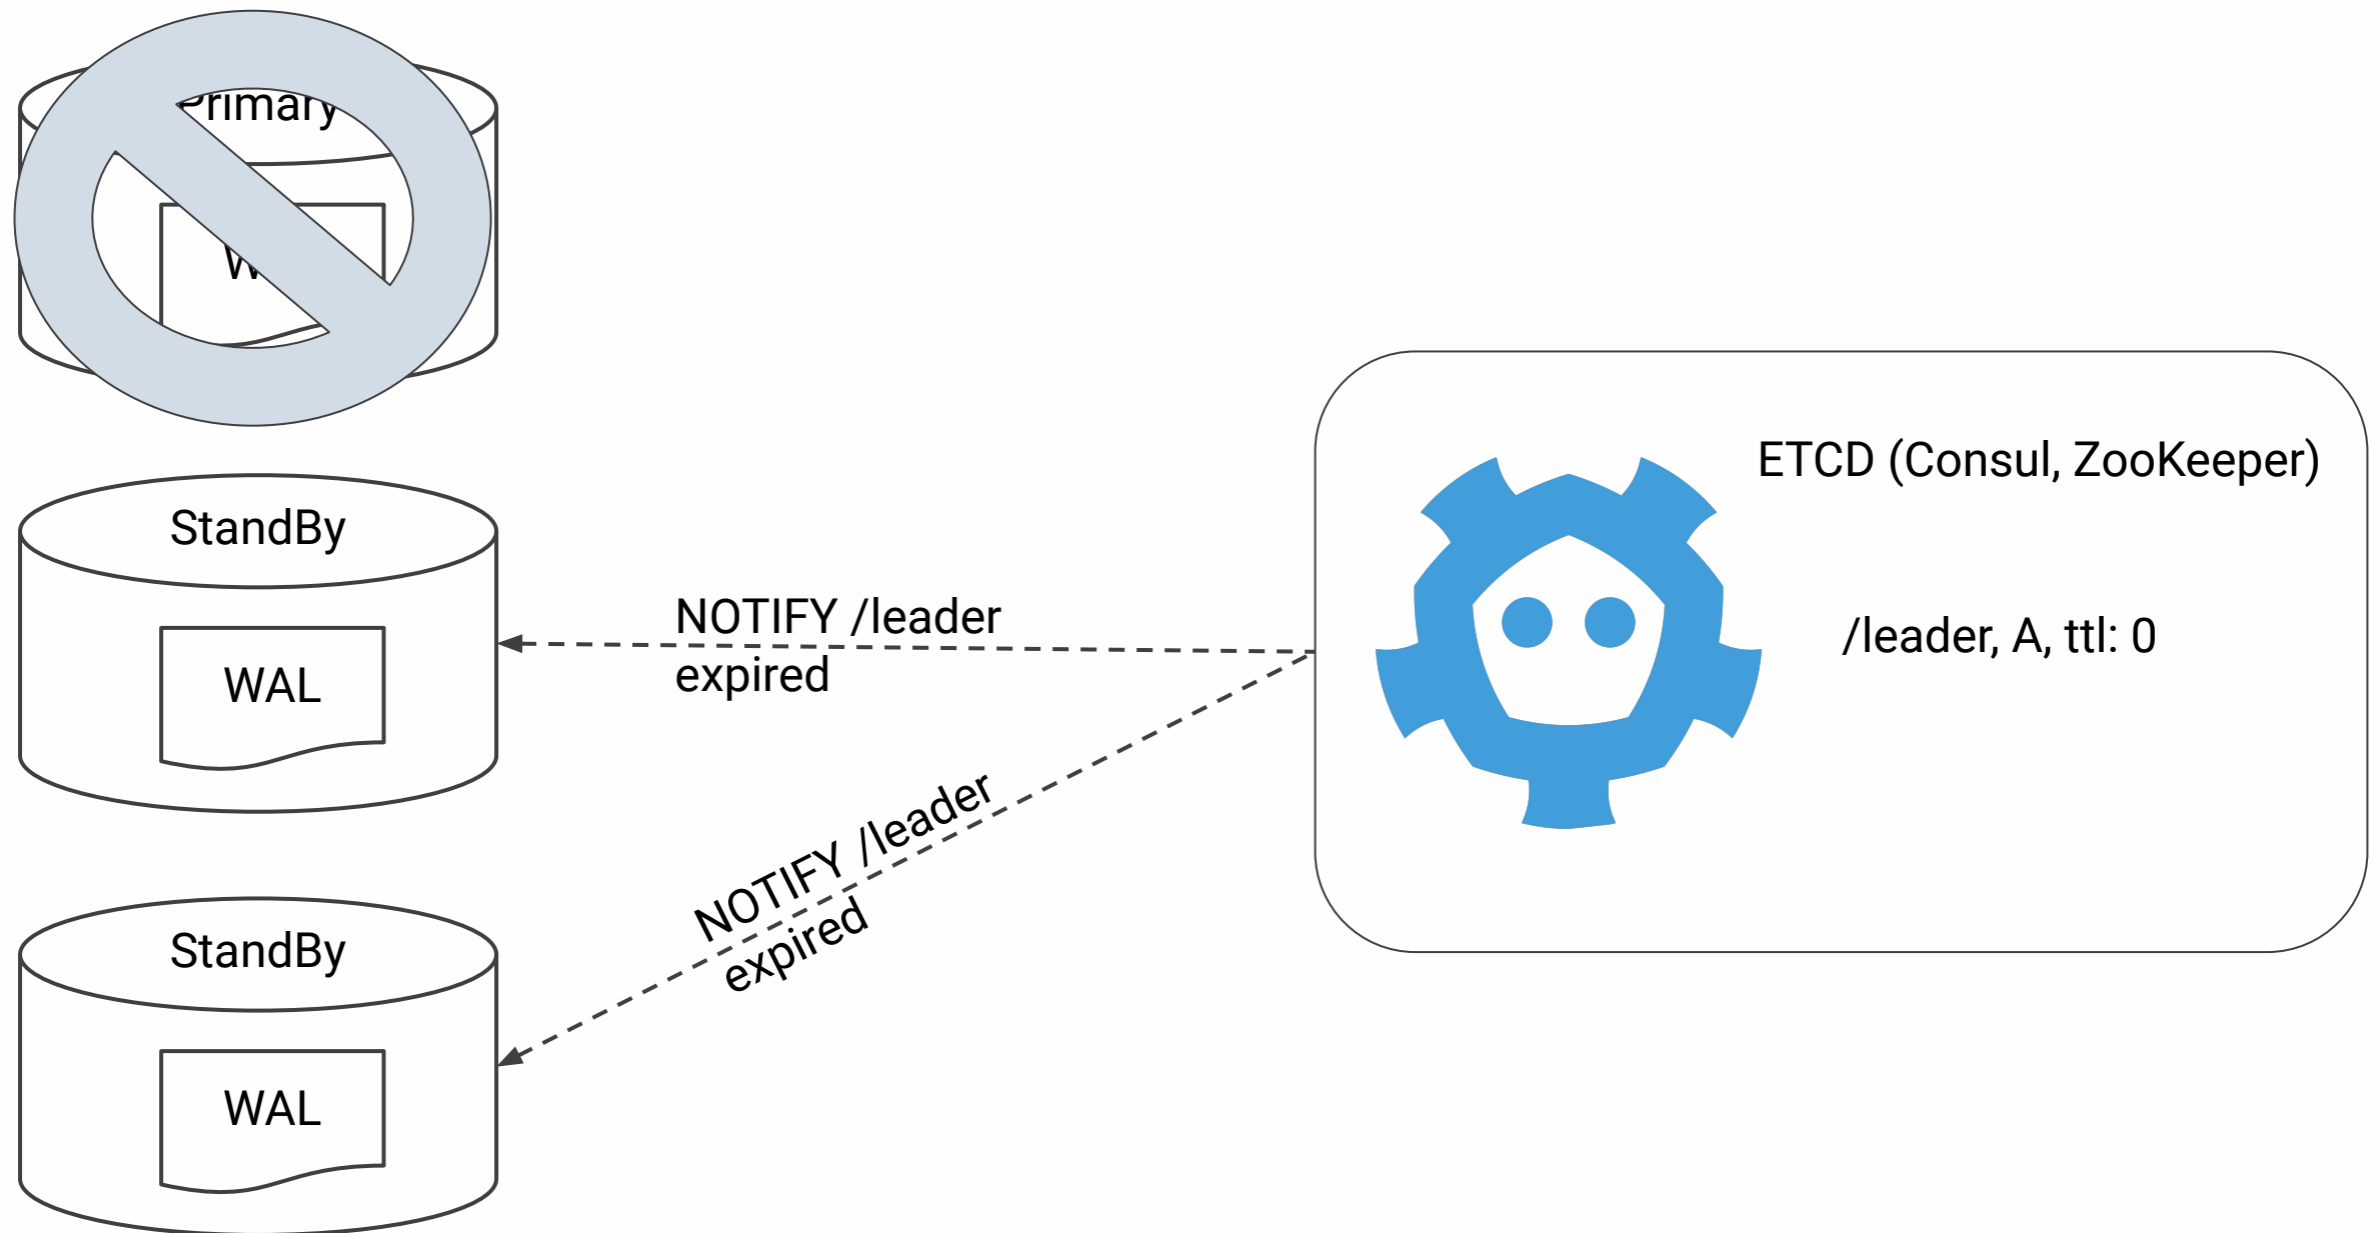 Primary
StandBy
WAL
StandBy
WAL
NOTIFY /leader
expired
NOTIFY /leader
expired
ETCD (Consul, ZooKeeper)
/leader, A, ttl: 0